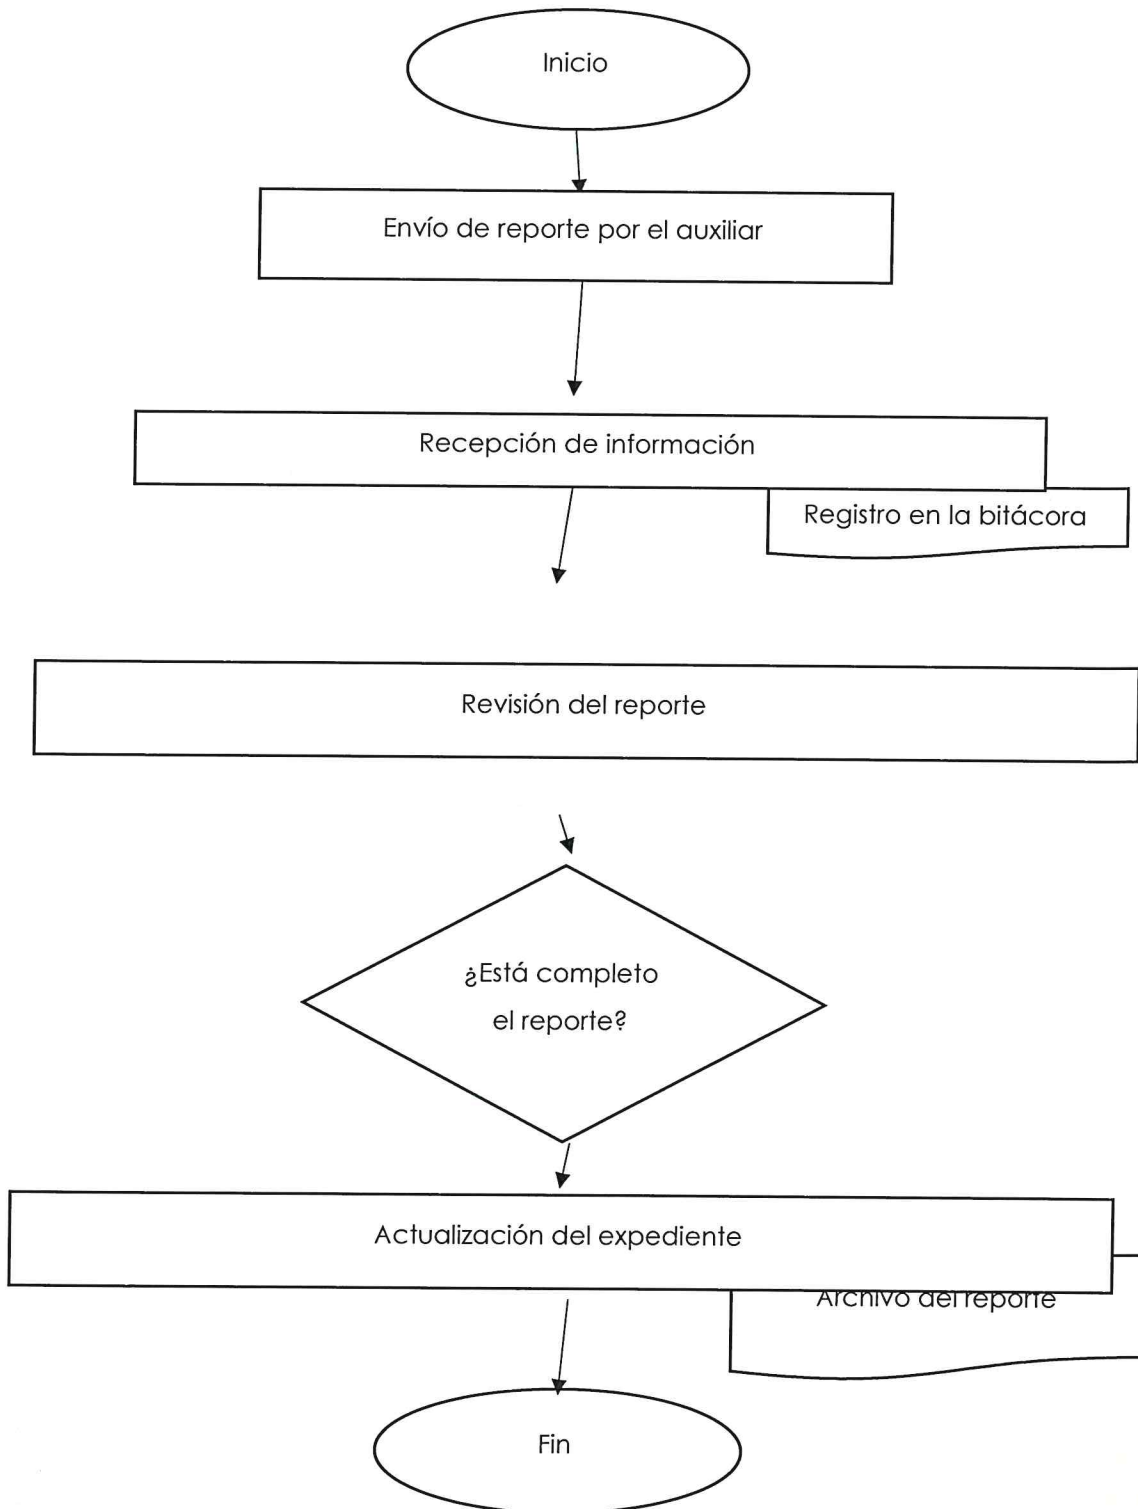 Inicio
Envío de reporte por el auxiliar
Recepción de información
Registro en la bitácora
Revisión del reporte
¿Está completo
el reporte?
Actualización del expediente
Archivo del reporte
Fin